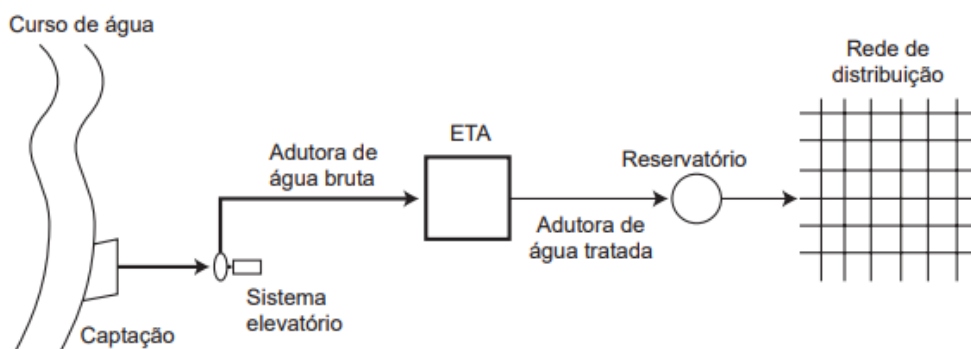 Curso de água
Captação
Sistema
elevatório
Adutora de
água bruta
ETA
Adutora de
água tratada
Reservatório
Rede de
distribuição